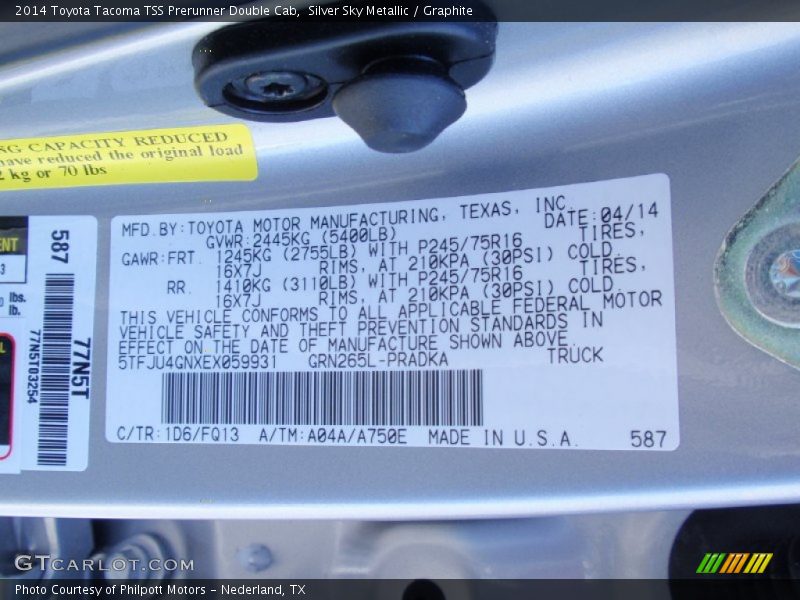 2014 Toyota Tacoma TSS Prerunner Double Cab,  Silver Sky Metallic / Graphite
CAPACITY REDUCED
have reduced the original load
kg or 70 lbs
587
77N5T03254
77N5T
lbs.
lb.
MFD.BY:TOYOTA MOTOR MANUFACTURING, TEXAS, INC.
GVWR:2445KG (5400LB) DATE:04/14
GAWR:FRT. 1245KG (2755LB) WITH P245/75R16 TIRES,
16X7J RIMS, AT 210KPA (30PSI) COLD.
RR. 1410KG (3110LB) WITH P245/75R16 TIRES,
16X7J RIMS, AT 210KPA (30PSI) COLD.
THIS VEHICLE CONFORMS TO ALL APPLICABLE FEDERAL MOTOR
VEHICLE SAFETY AND THEFT PREVENTION STANDARDS IN
EFFECT ON THE DATE OF MANUFACTURE SHOWN ABOVE.
5TFJU4GNXEX059931 GRN265L-PRADKA TRUCK
C/TR:1D6/FQ13 A/TM:A04A/A750E MADE IN U.S.A. 587
GTCARLOT.COM
Photo Courtesy of Philpott Motors - Nederland, TX